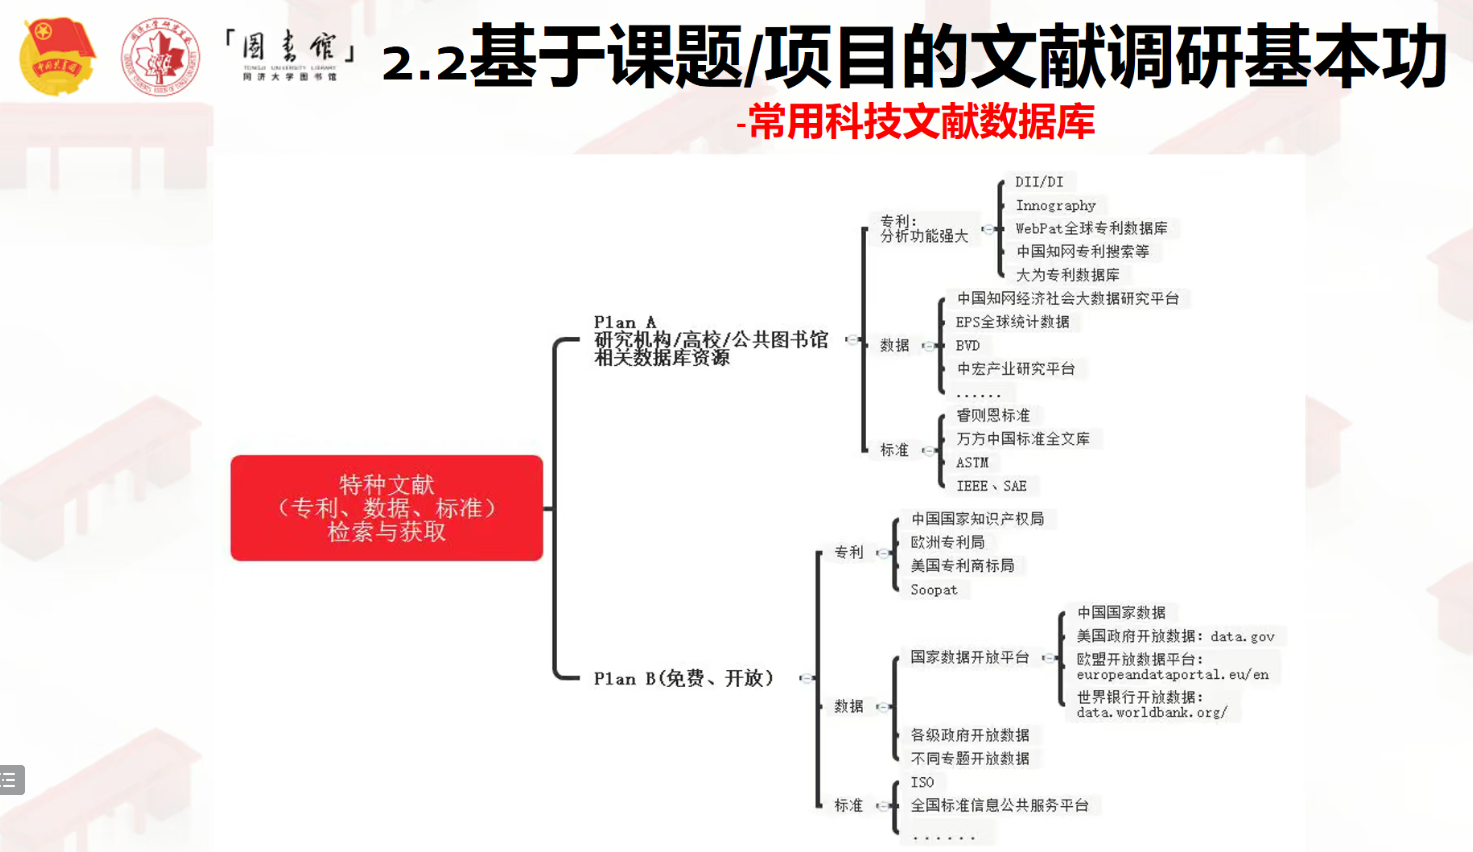 「图书馆」
TONGJI UNIVERSITY LIBRARY
同济大学图书馆
2.2基于课题/项目的文献调研基本功
-常用科技文献数据库
特种文献
（专利、数据、标准）
检索与获取
Plan A
研究机构/高校/公共图书馆
相关数据库资源
专利：
分析功能强大
DII/DI
Innography
WebPat全球专利数据库
中国知网专利搜索等
大为专利数据库
数据
中国知网经济社会大数据研究平台
EPS全球统计数据
BVD
中宏产业研究平台
......
标准
睿则恩标准
万方中国标准全文库
ASTM
IEEE、SAE
Plan B(免费、开放)
专利
中国国家知识产权局
欧洲专利局
美国专利商标局
Soopat
数据
国家数据开放平台
中国国家数据
美国政府开放数据：data.gov
欧盟开放数据平台：
europeandataportal.eu/en
世界银行开放数据：
data.worldbank.org/
各级政府开放数据
不同专题开放数据
标准
ISO
全国标准信息公共服务平台
......